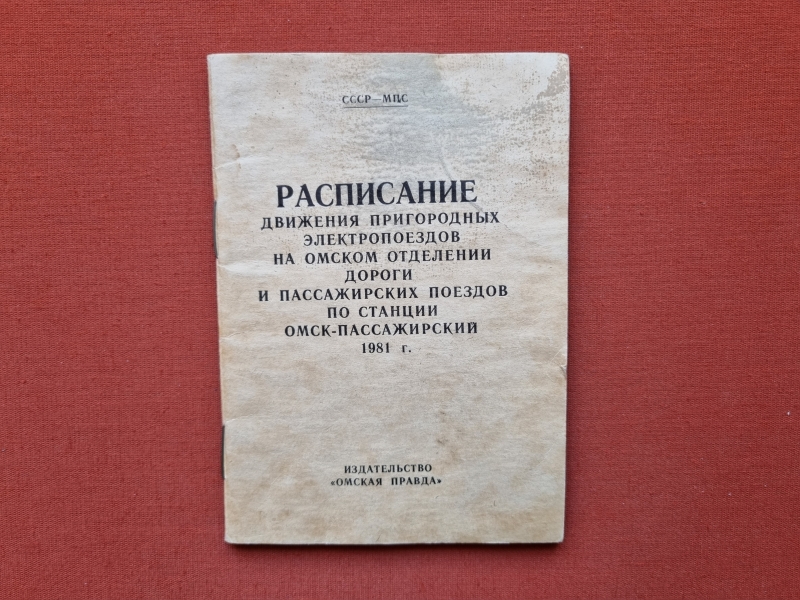 СССР—МПС
РАСПИСАНИЕ
ДВИЖЕНИЯ ПРИГОРОДНЫХ
ЭЛЕКТРОПОЕЗДОВ
НА ОМСКОМ ОТДЕЛЕНИИ
ДОРОГИ
И ПАССАЖИРСКИХ ПОЕЗДОВ
ПО СТАНЦИИ
ОМСК-ПАССАЖИРСКИЙ
1981 г.
ИЗДАТЕЛЬСТВО
«ОМСКАЯ ПРАВДА»